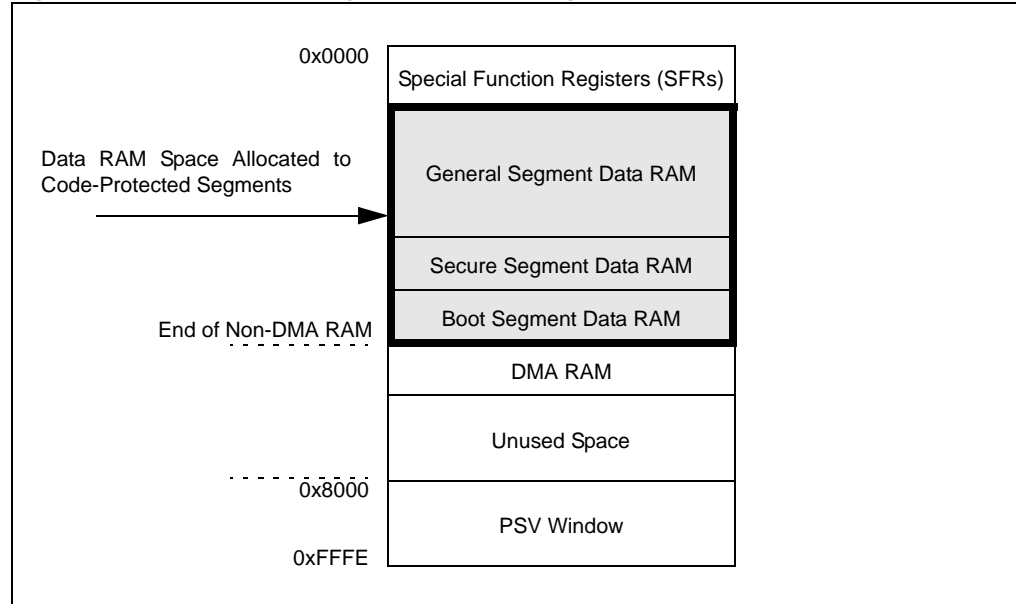 0x0000
Special Function Registers (SFRs)
Data RAM Space Allocated to
Code-Protected Segments
General Segment Data RAM
Secure Segment Data RAM
Boot Segment Data RAM
End of Non-DMA RAM
DMA RAM
Unused Space
0x8000
PSV Window
0xFFFE